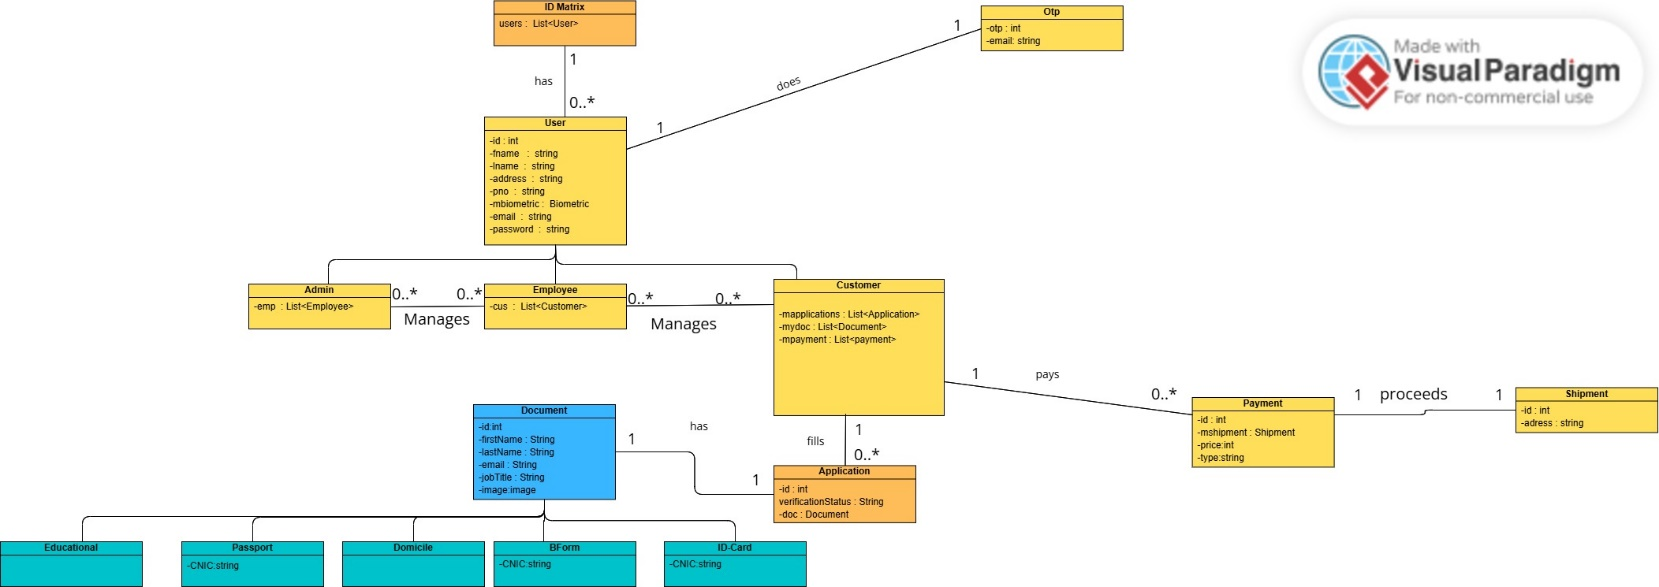 ID Matrix
users : List<User>
1
has
0..*
Otp
-otp : int
-email: string
1
does
1
Made with
Visual Paradigm
For non-commercial use
User
-id : int
-fname : string
-lname : string
-address : string
-pno : string
-mbiometric : Biometric
-email : string
-password : string
Admin
-emp : List<Employee>
0..*
0..*
Manages
Employee
-cus : List<Customer>
0..*
0..*
Manages
Customer
-mapplications : List<Application>
-mydoc : List<Document>
-mpayment : List<payment>
1
pays
0..*
Payment
-id : int
-mshipment : Shipment
-price:int
-type:string
1
proceeds
1
Shipment
-id : int
-adress : string
1
fills
0..*
Document
-id:int
-firstName : String
-lastName : String
-email : String
-jobTitle : String
-image:image
1
has
1
Application
-id : int
verificationStatus : String
-doc : Document
Educational
Passport
-CNIC:string
Domicile
BForm
-CNIC:string
ID-Card
-CNIC:string